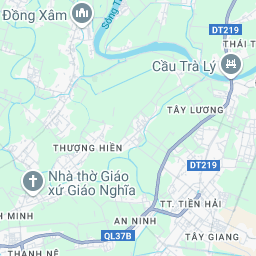 Đồng Xâm
Sông T
DT219
THÁI T
Cầu Trà Lý
TÂY LƯƠNG
THƯỢNG HIỀN
DT219
Nhà thờ Giáo
xứ Giáo Nghĩa
TT. TIỀN HẢI
H MINH
AN NINH
QL37B
TÂY GIANG
THANH NÊ